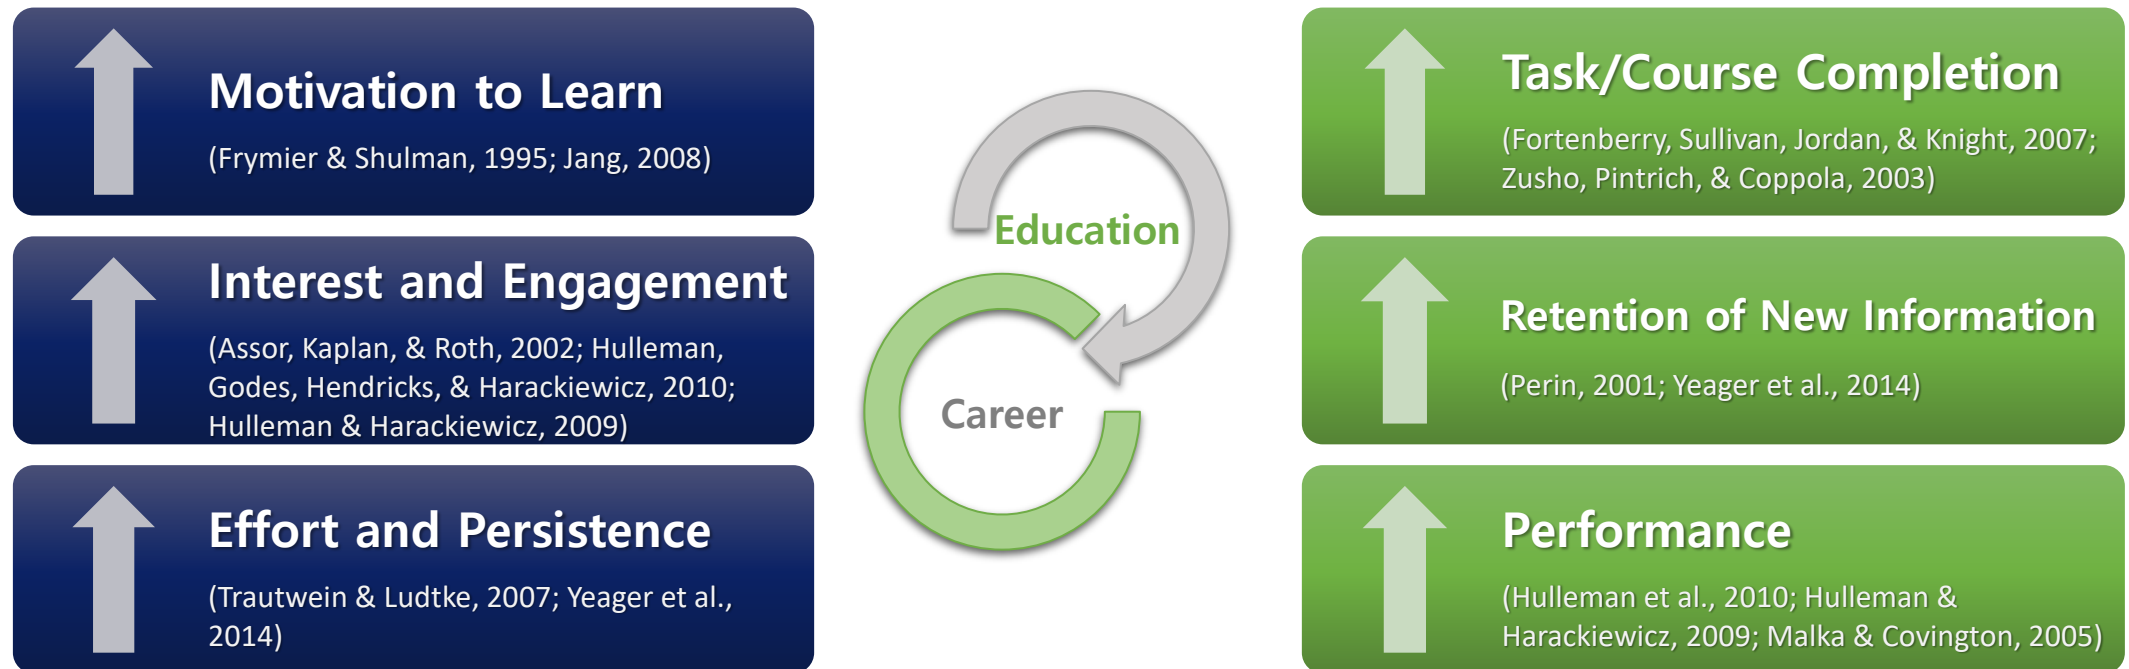 Motivation to Learn
(Frymier & Shulman, 1995; Jang, 2008)
Interest and Engagement
(Assor, Kaplan, & Roth, 2002; Hulleman,
Godes, Hendricks, & Harackiewicz, 2010;
Hulleman & Harackiewicz, 2009)
Effort and Persistence
(Trautwein & Ludtke, 2007; Yeager et al.,
2014)
Education
Career
Task/Course Completion
(Fortenberry, Sullivan, Jordan, & Knight, 2007;
Zusho, Pintrich, & Coppola, 2003)
Retention of New Information
(Perin, 2001; Yeager et al., 2014)
Performance
(Hulleman et al., 2010; Hulleman &
Harackiewicz, 2009; Malka & Covington, 2005)